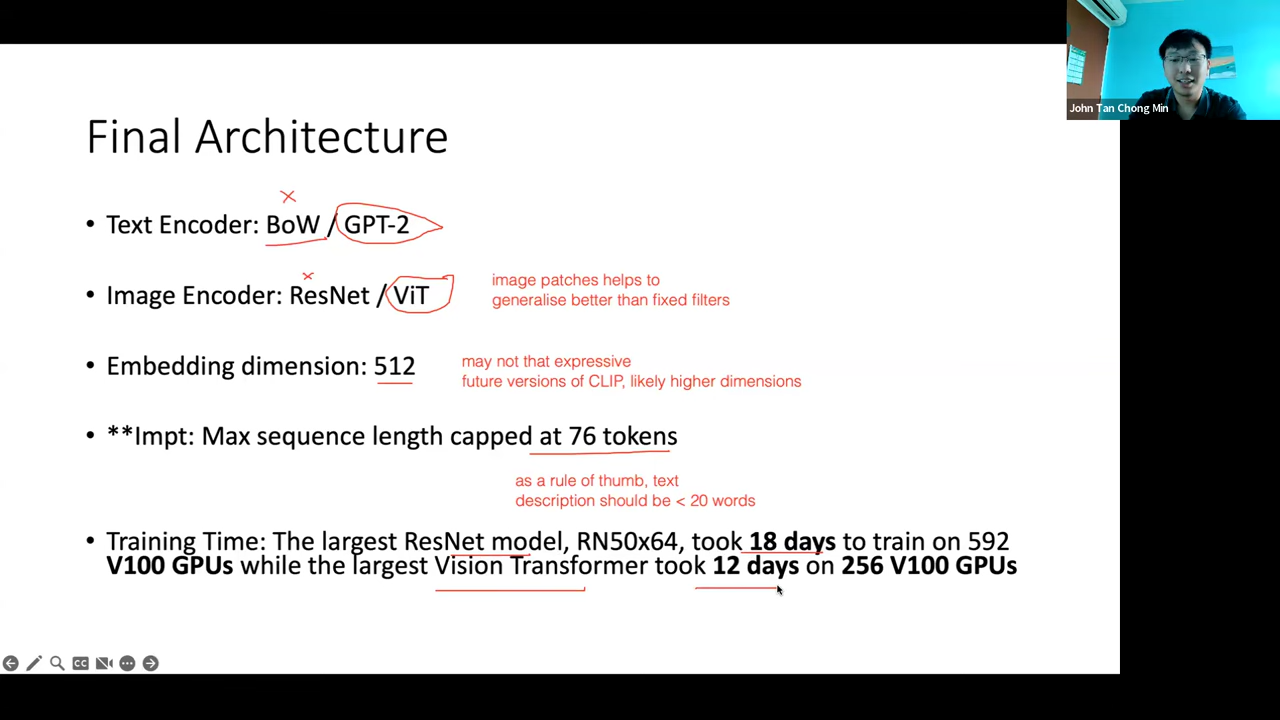 John Tan Chong Min
Final Architecture
• Text Encoder: BoW / GPT-2
• Image Encoder: ResNet / ViT
image patches helps to
generalise better than fixed filters
• Embedding dimension: 512
may not that expressive
future versions of CLIP, likely higher dimensions
• **Impt: Max sequence length capped at 76 tokens
as a rule of thumb, text
description should be < 20 words
• Training Time: The largest ResNet model, RN50x64, took 18 days to train on 592
V100 GPUs while the largest Vision Transformer took 12 days on 256 V100 GPUs
CC